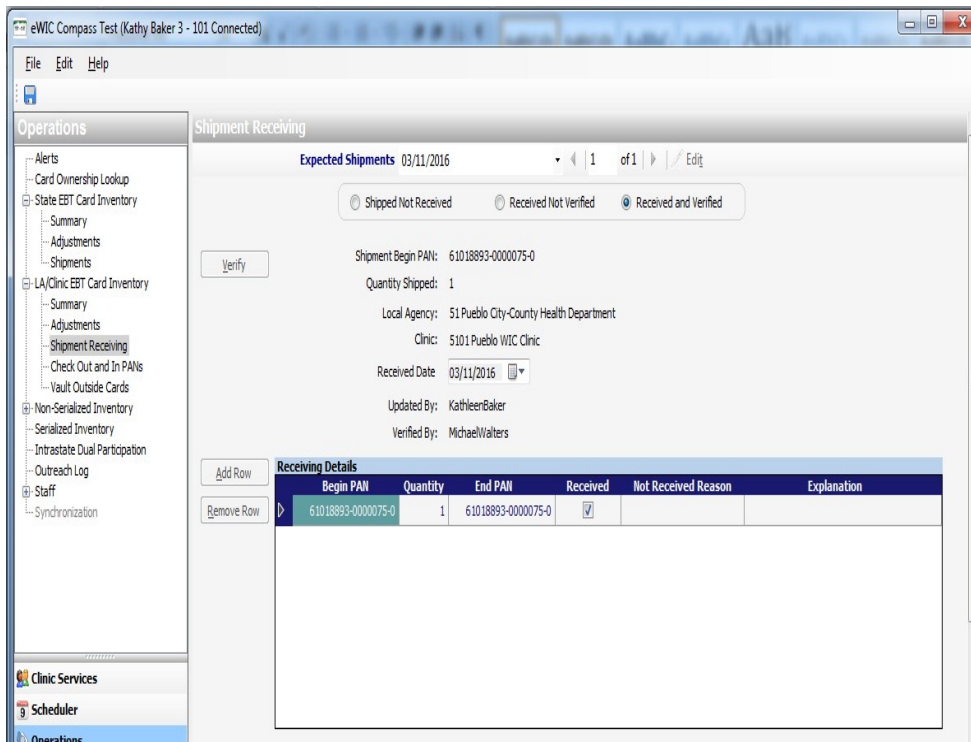 eWIC Compass Test (Kathy Baker 3 - 101 Connected)
File Edit Help
Operations
Alerts
Card Ownership Lookup
State EBT Card Inventory
Summary
Adjustments
Shipments
LA/Clinic EBT Card Inventory
Summary
Adjustments
Shipment Receiving
Check Out and In PANs
Vault Outside Cards
Non-Serialized Inventory
Serialized Inventory
Intrastate Dual Participation
Outreach Log
Staff
Synchronization
Clinic Services
9 Scheduler
Operations
Shipment Receiving
Expected Shipments 03/11/2016 1 of 1 Edit
Shipped Not Received Received Not Verified Received and Verified
Verify
Shipment Begin PAN: 61018893-0000075-0
Quantity Shipped: 1
Local Agency: 51 Pueblo City-County Health Department
Clinic: 5101 Pueblo WIC Clinic
Received Date 03/11/2016
Updated By: KathleenBaker
Verified By: MichaelWalters
Add Row
Remove Row
Receiving Details
Begin PAN Quantity End PAN Received Not Received Reason Explanation
61018893-0000075-0 1 61018893-0000075-0